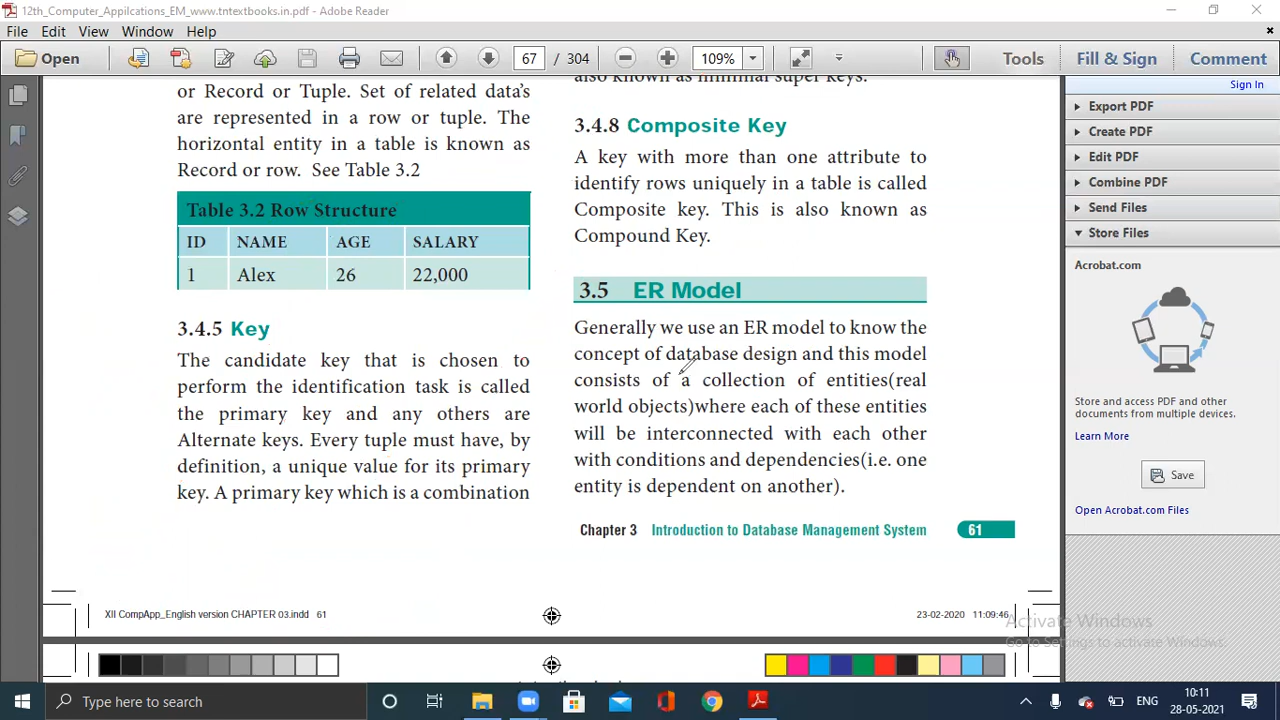 12th_Computer_Applications_EM_www.tntextbooks.in.pdf - Adobe Reader
File Edit View Window Help
Open 67 / 304 109% Tools Fill & Sign Comment
or Record or Tuple. Set of related data's
are represented in a row or tuple. The
horizontal entity in a table is known as
Record or row. See Table 3.2
Table 3.2 Row Structure
ID NAME AGE SALARY
1 Alex 26 22,000
3.4.5 Key
The candidate key that is chosen to
perform the identification task is called
the primary key and any others are
Alternate keys. Every tuple must have, by
definition, a unique value for its primary
key. A primary key which is a combination
also known as minimal super keys.
3.4.8 Composite Key
A key with more than one attribute to
identify rows uniquely in a table is called
Composite key. This is also known as
Compound Key.
3.5 ER Model
Generally we use an ER model to know the
concept of database design and this model
consists of a collection of entities(real
world objects)where each of these entities
will be interconnected with each other
with conditions and dependencies(i.e. one
entity is dependent on another).
Chapter 3 Introduction to Database Management System 61
XII CompApp_English version CHAPTER 03.indd 61 23-02-2020 11:09:46
Sign In
Export PDF
Create PDF
Edit PDF
Combine PDF
Send Files
Store Files
Acrobat.com
Store and access PDF and other
documents from multiple devices.
Learn More
Save
Open Acrobat.com Files
Activate Windows
Go to Settings to activate Windows.
Type here to search
ENG
10:11
28-05-2021